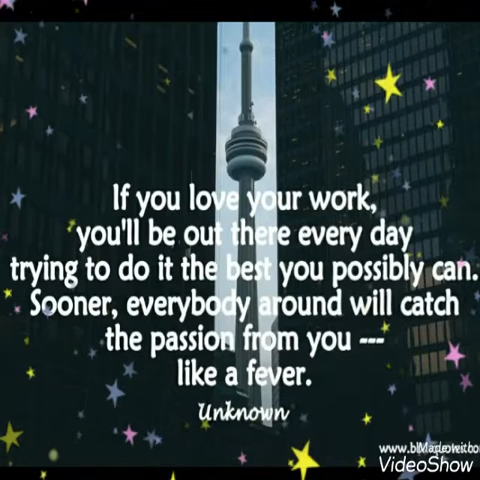 If you love your work,
you'll be out there every day
trying to do it the best you possibly can.
Sooner, everybody around will catch
the passion from you ---
like a fever.
Unknown
VideoShow